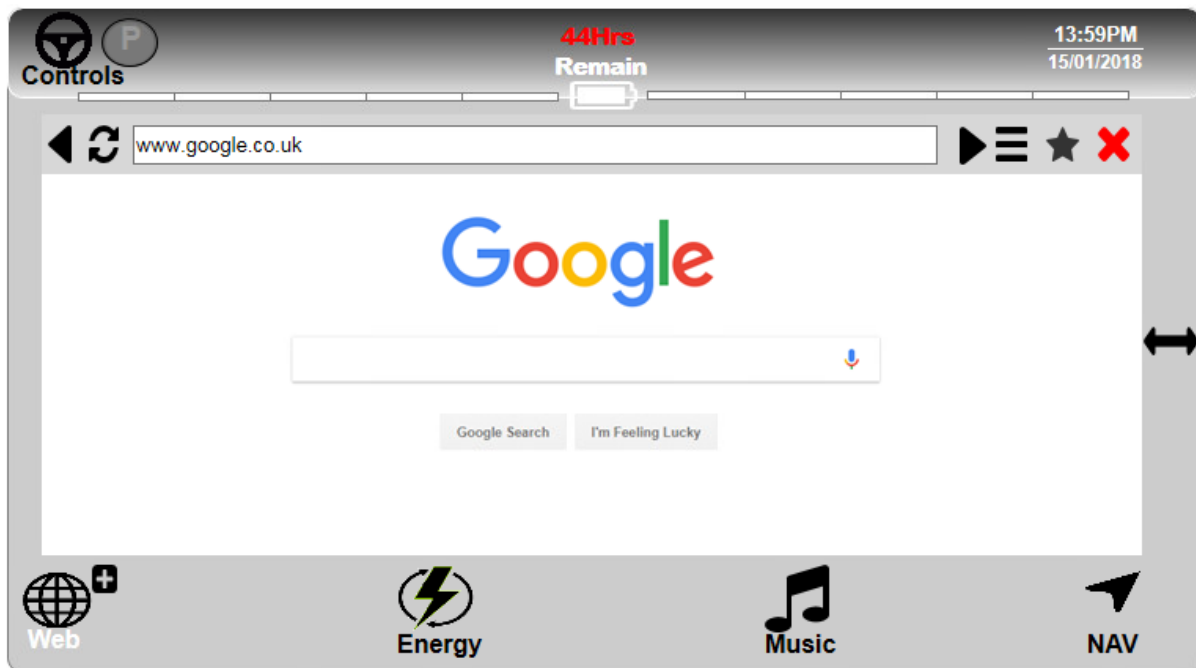 P
Controls
44Hrs
Remain
13:59PM
15/01/2018
www.google.co.uk
Google
Google Search
I'm Feeling Lucky
Web
Energy
Music
NAV